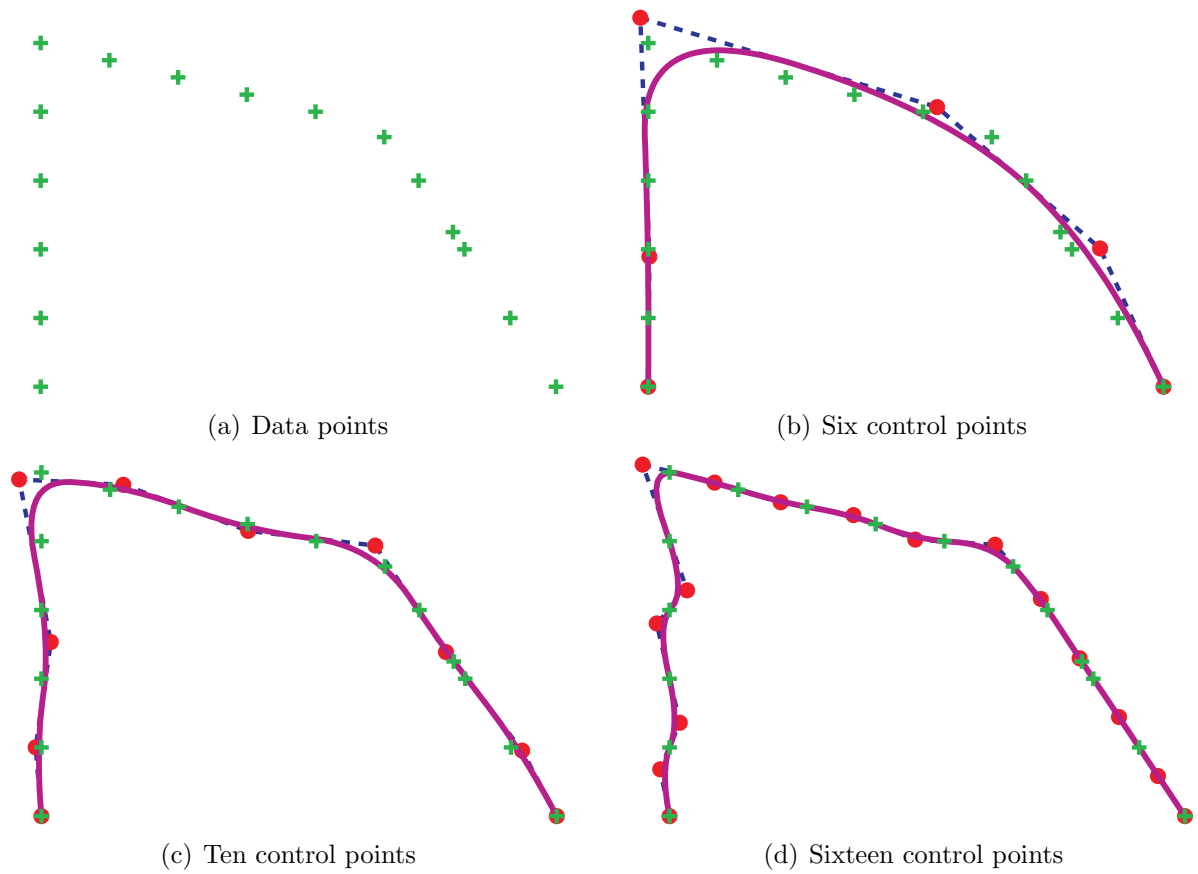 (a) Data points
(b) Six control points
(c) Ten control points
(d) Sixteen control points